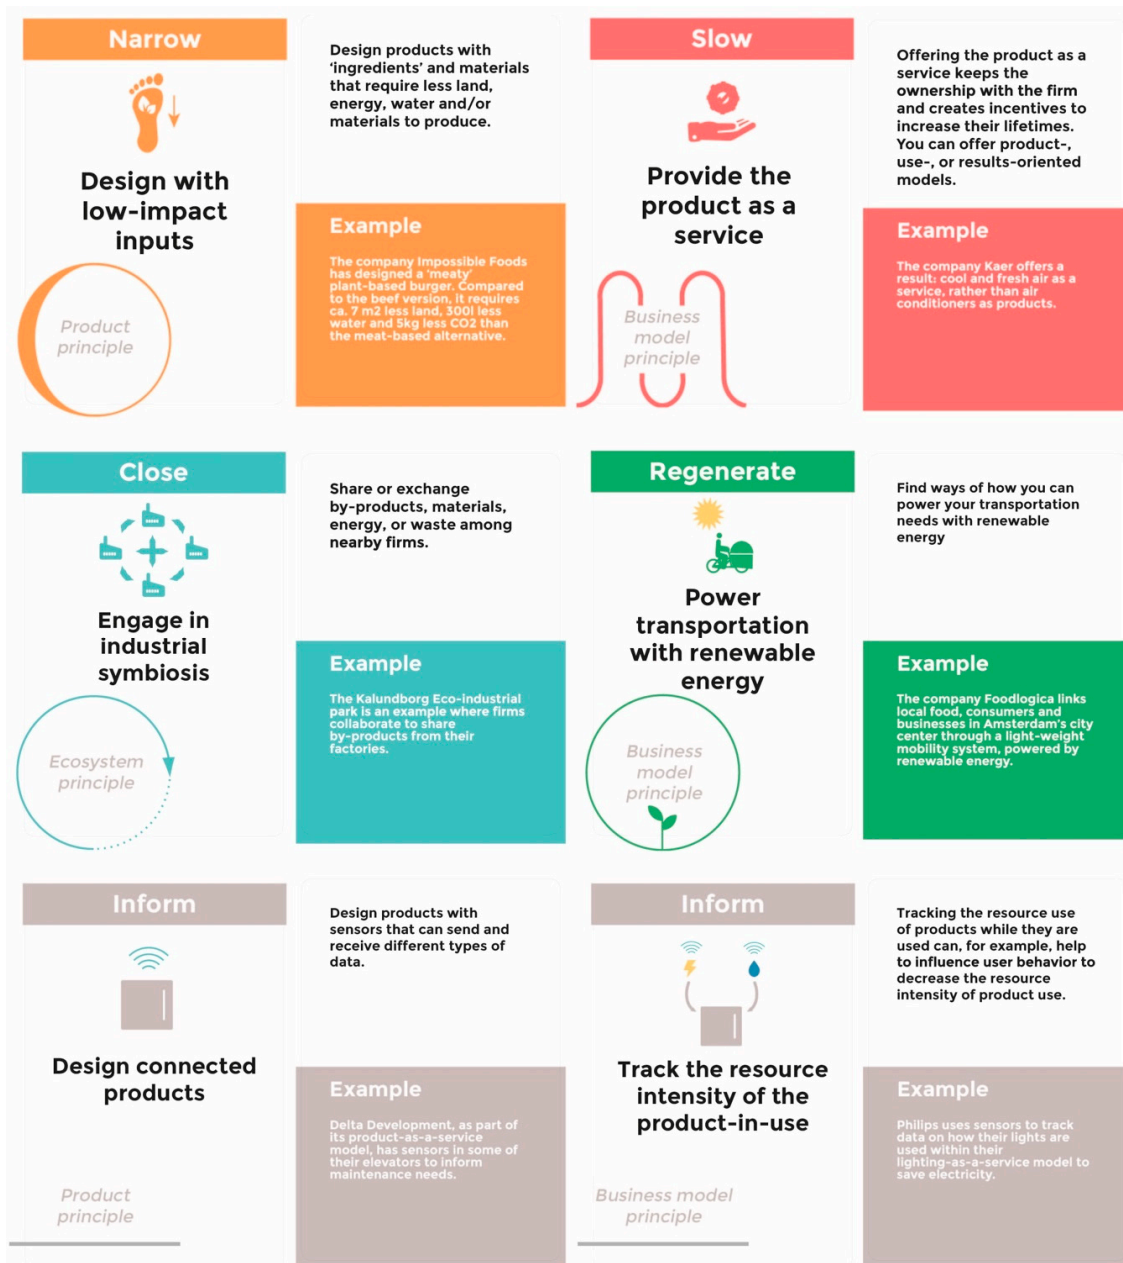 Narrow
Design with
low-impact
inputs
Product
principle
Design products with
‘ingredients’ and materials
that require less land,
energy, water and/or
materials to produce.
Example
The company Impossible Foods
has designed a ‘meaty’
plant-based burger. Compared
to the beef version, it requires
ca. 7 m2 less land, 300l less
water and 5kg less CO2 than
the meat-based alternative.
Slow
Provide the
product as a
service
Business
model
principle
Offering the product as a
service keeps the
ownership with the firm
and creates incentives to
increase their lifetimes.
You can offer product-,
use-, or results-oriented
models.
Example
The company Kaer offers a
result: cool and fresh air as a
service, rather than air
conditioners as products.
Close
Engage in
industrial
symbiosis
Ecosystem
principle
Share or exchange
by-products, materials,
energy, or waste among
nearby firms.
Example
The Kalundborg Eco-industrial
park is an example where firms
collaborate to share
by-products from their
factories.
Regenerate
Power
transportation
with renewable
energy
Business
model
principle
Find ways of how you can
power your transportation
needs with renewable
energy
Example
The company Foodlogica links
local food, consumers and
businesses in Amsterdam’s city
center through a light-weight
mobility system, powered by
renewable energy.
Inform
Design connected
products
Product
principle
Design products with
sensors that can send and
receive different types of
data.
Example
Delta Development, as part of
its product-as-a-service
model, has sensors in some of
their elevators to inform
maintenance needs.
Inform
Track the resource
intensity of the
product-in-use
Business model
principle
Tracking the resource use
of products while they are
used can, for example, help
to influence user behavior to
decrease the resource
intensity of product use.
Example
Philips uses sensors to track
data on how their lights are
used within their
lighting-as-a-service model to
save electricity.